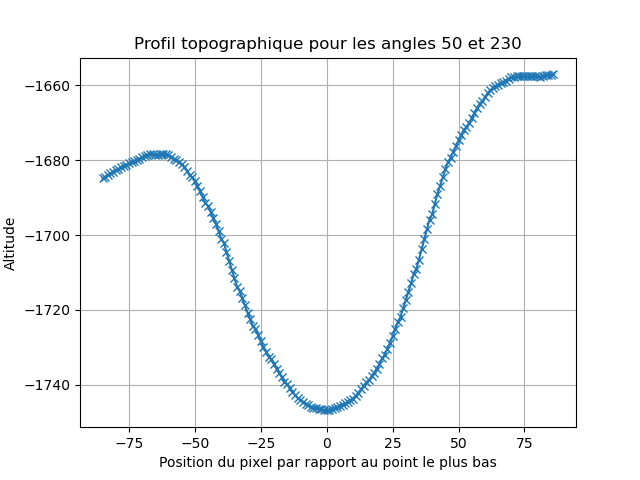 Profil topographique pour les angles 50 et 230
Altitude
−1660
−1680
−1700
−1720
−1740
−75 −50 −25 0 25 50 75
Position du pixel par rapport au point le plus bas